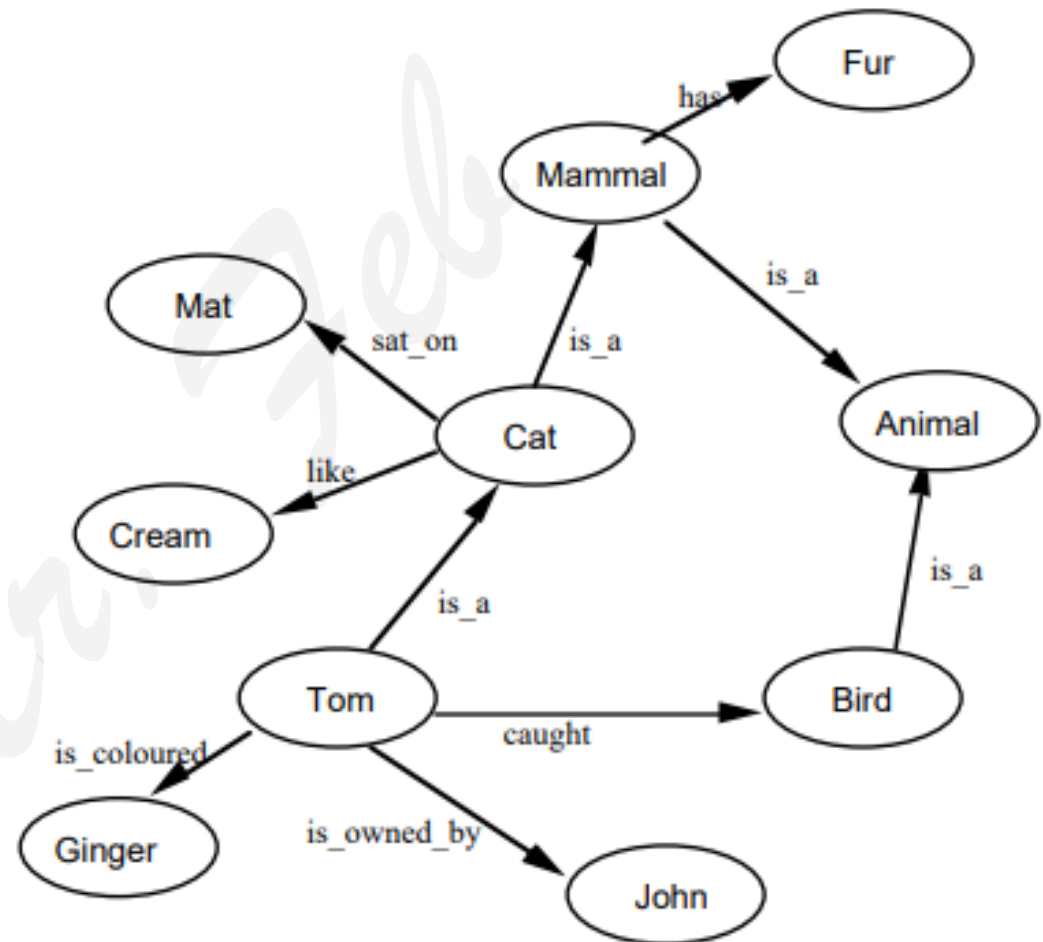 Fur
has
Mammal
is_a
Mat
sat_on
is_a
Animal
Cat
like
Cream
is_a
is_a
Tom
Bird
caught
is_coloured
is_owned_by
Ginger
John